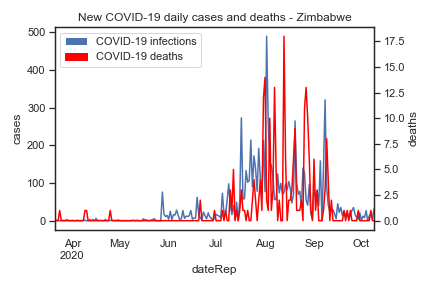 New COVID-19 daily cases and deaths - Zimbabwe
COVID-19 infections
COVID-19 deaths
500
400
300
200
100
0
cases
17.5
15.0
12.5
10.0
7.5
5.0
2.5
0.0
deaths
Apr May Jun Jul Aug Sep Oct
2020
dateRep